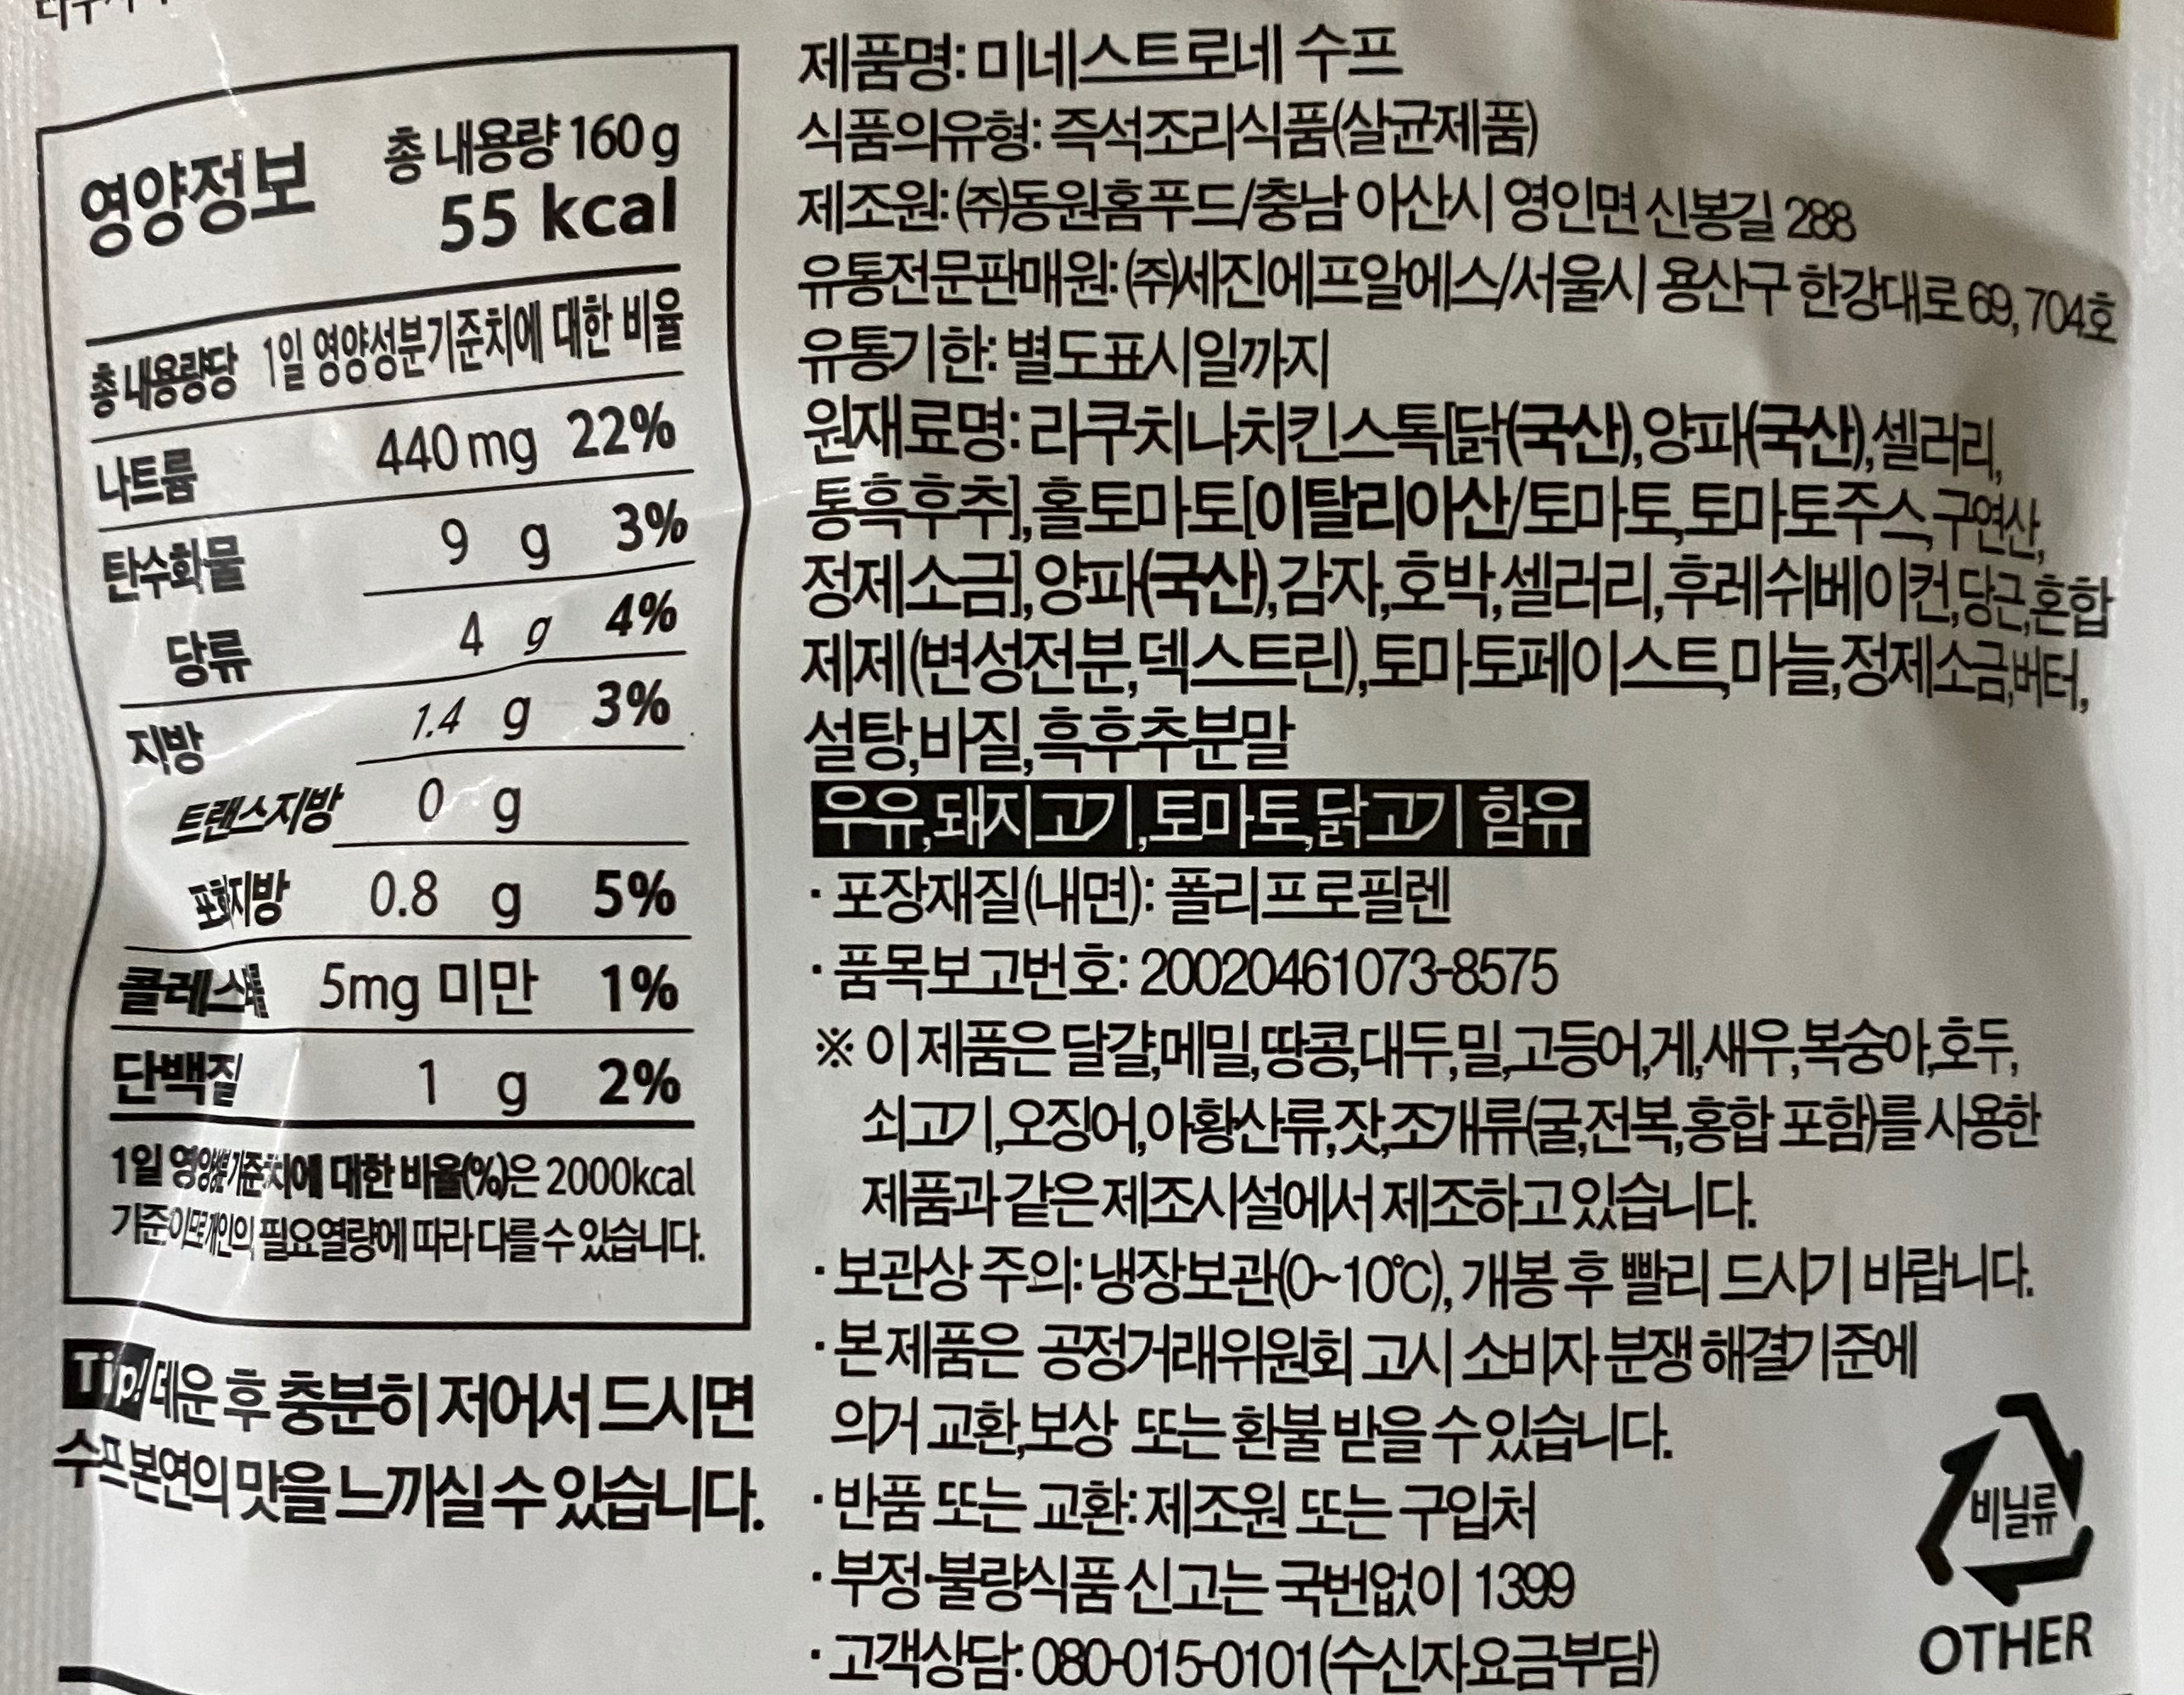 영양정보
총 내용량 160 g
55 kcal
총 내용량당 1일 영양성분기준치에 대한 비율
나트륨 440 mg 22%
탄수화물 9 g 3%
당류 4 g 4%
지방 1.4 g 3%
트랜스지방 0 g
포화지방 0.8 g 5%
콜레스테롤 5mg 미만 1%
단백질 1 g 2%
1일 영양성분기준치에 대한 비율(%)은 2000kcal
기준이므로 개인의 필요열량에 따라 다를 수 있습니다.
Tip! 데운 후 충분히 저어서 드시면
수프 본연의 맛을 느끼실 수 있습니다.
제품명: 미네스트로네 수프
식품의유형: 즉석조리식품(살균제품)
제조원: (주)동원홈푸드/충남 아산시 영인면 신봉길 288
유통전문판매원: (주)세진에프알에스/서울시 용산구 한강대로 69, 704호
유통기한: 별도표시일까지
원재료명: 라쿠치나치킨스톡[닭(국산),양파(국산),셀러리,
통흑후추],홀토마토[이탈리아산/토마토,토마토주스,구연산,
정제소금],양파(국산),감자,호박,셀러리,후레쉬베이컨,당근,혼합
제제(변성전분,덱스트린),토마토페이스트,마늘,정제소금,버터,
설탕,바질,흑후추분말
우유,돼지고기,토마토,닭고기 함유
· 포장재질(내면): 폴리프로필렌
· 품목보고번호: 20020461073-8575
※ 이 제품은 달걀,메밀,땅콩,대두,밀,고등어,게,새우,복숭아,호두,
쇠고기,오징어,아황산류,잣,조개류(굴,전복,홍합 포함)를 사용한
제품과 같은 제조시설에서 제조하고 있습니다.
· 보관상 주의: 냉장보관(0~10℃), 개봉 후 빨리 드시기 바랍니다.
· 본 제품은 공정거래위원회 고시 소비자 분쟁 해결기준에
의거 교환,보상 또는 환불 받을 수 있습니다.
· 반품 또는 교환: 제조원 또는 구입처
· 부정·불량식품 신고는 국번없이 1399
· 고객상담: 080-015-0101(수신자요금부담)
비닐류
OTHER